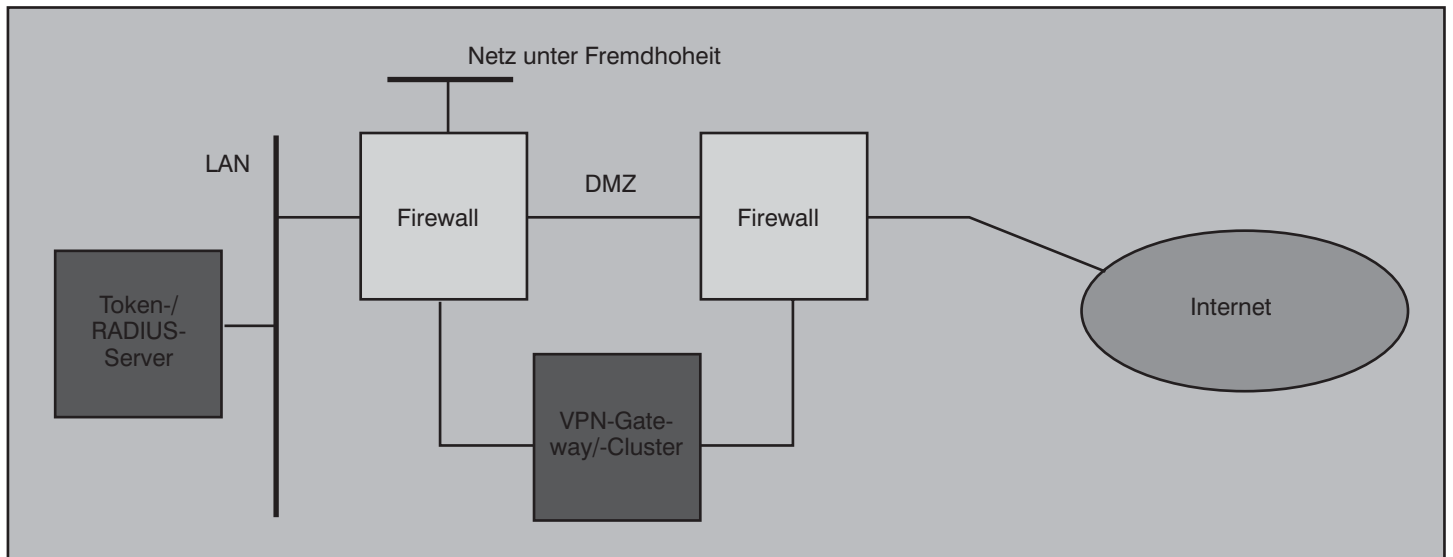 Netz unter Fremdhoheit
LAN
DMZ
Firewall
Firewall
Token-/
RADIUS-
Server
Internet
VPN-Gate-
way/-Cluster